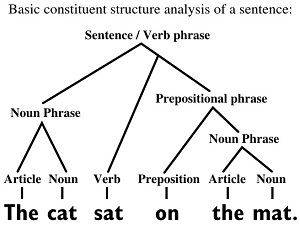 Basic constituent structure analysis of a sentence:
Sentence / Verb phrase
Prepositional phrase
Noun Phrase
Noun Phrase
Article Noun Verb Preposition Article Noun
The cat sat on the mat.